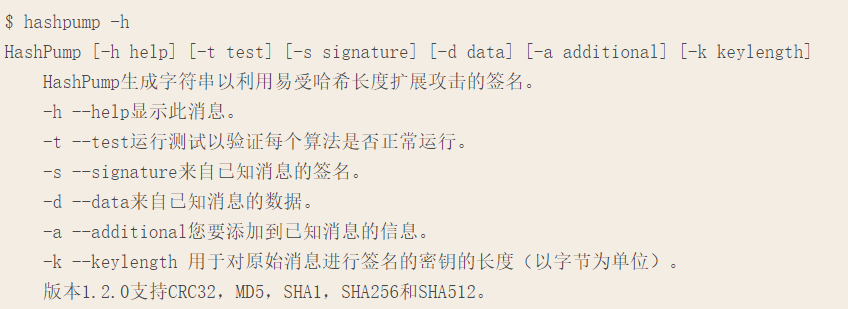 $ hashpump -h
HashPump [-h help] [-t test] [-s signature] [-d data] [-a additional] [-k keylength]
HashPump生成字符串以利用易受哈希长度扩展攻击的签名。
-h --help显示此消息。
-t --test运行测试以验证每个算法是否正常运行。
-s --signature来自已知消息的签名。
-d --data来自已知消息的数据。
-a --additional您要添加到已知消息的信息。
-k --keylength 用于对原始消息进行签名的密钥的长度（以字节为单位）。
版本1.2.0支持CRC32，MD5，SHA1，SHA256和SHA512。